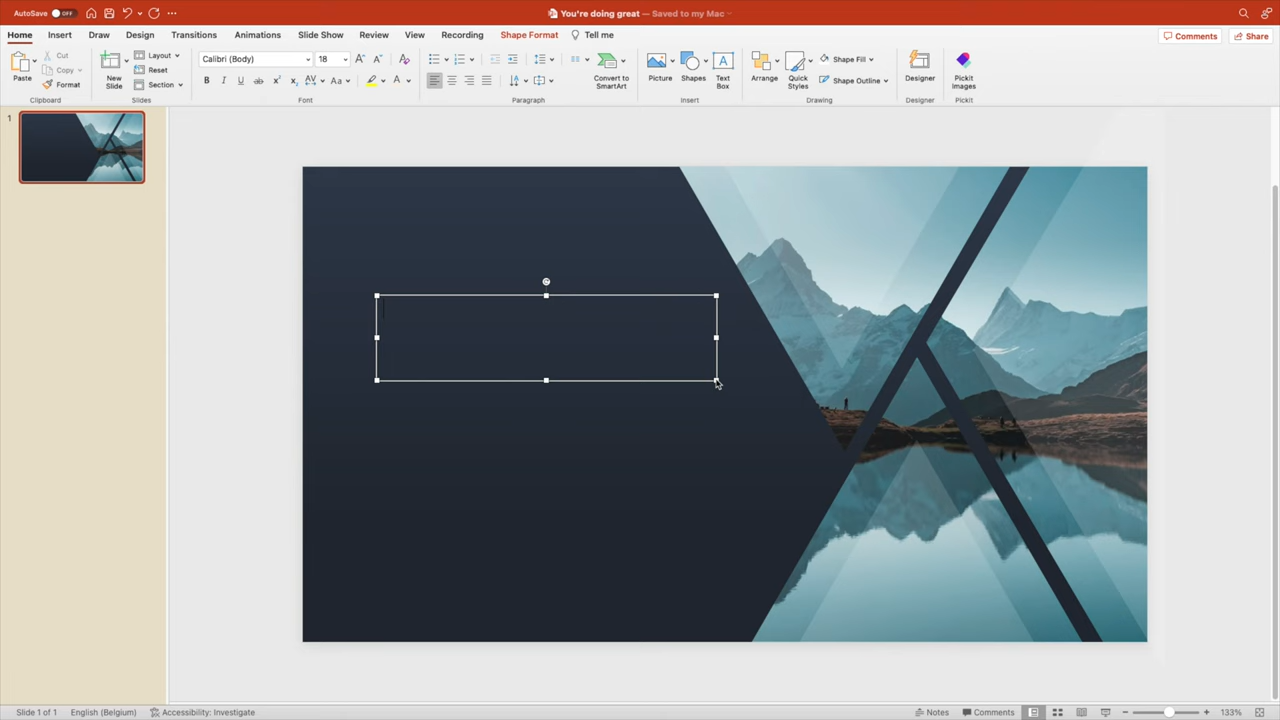 AutoSave OFF
You're doing great — Saved to my Mac
Home Insert Draw Design Transitions Animations Slide Show Review View Recording Shape Format Tell me
Comments Share
Paste
Cut
Copy
Format
Clipboard
New Slide
Layout
Reset
Section
Slides
Calibri (Body) 18
Font
Paragraph
Convert to SmartArt
Picture
Shapes
Text Box
Insert
Arrange
Quick Styles
Shape Fill
Shape Outline
Drawing
Designer
Designer
Pickit Images
Pickit
1
Slide 1 of 1 English (Belgium) Accessibility: Investigate
Notes Comments 133%